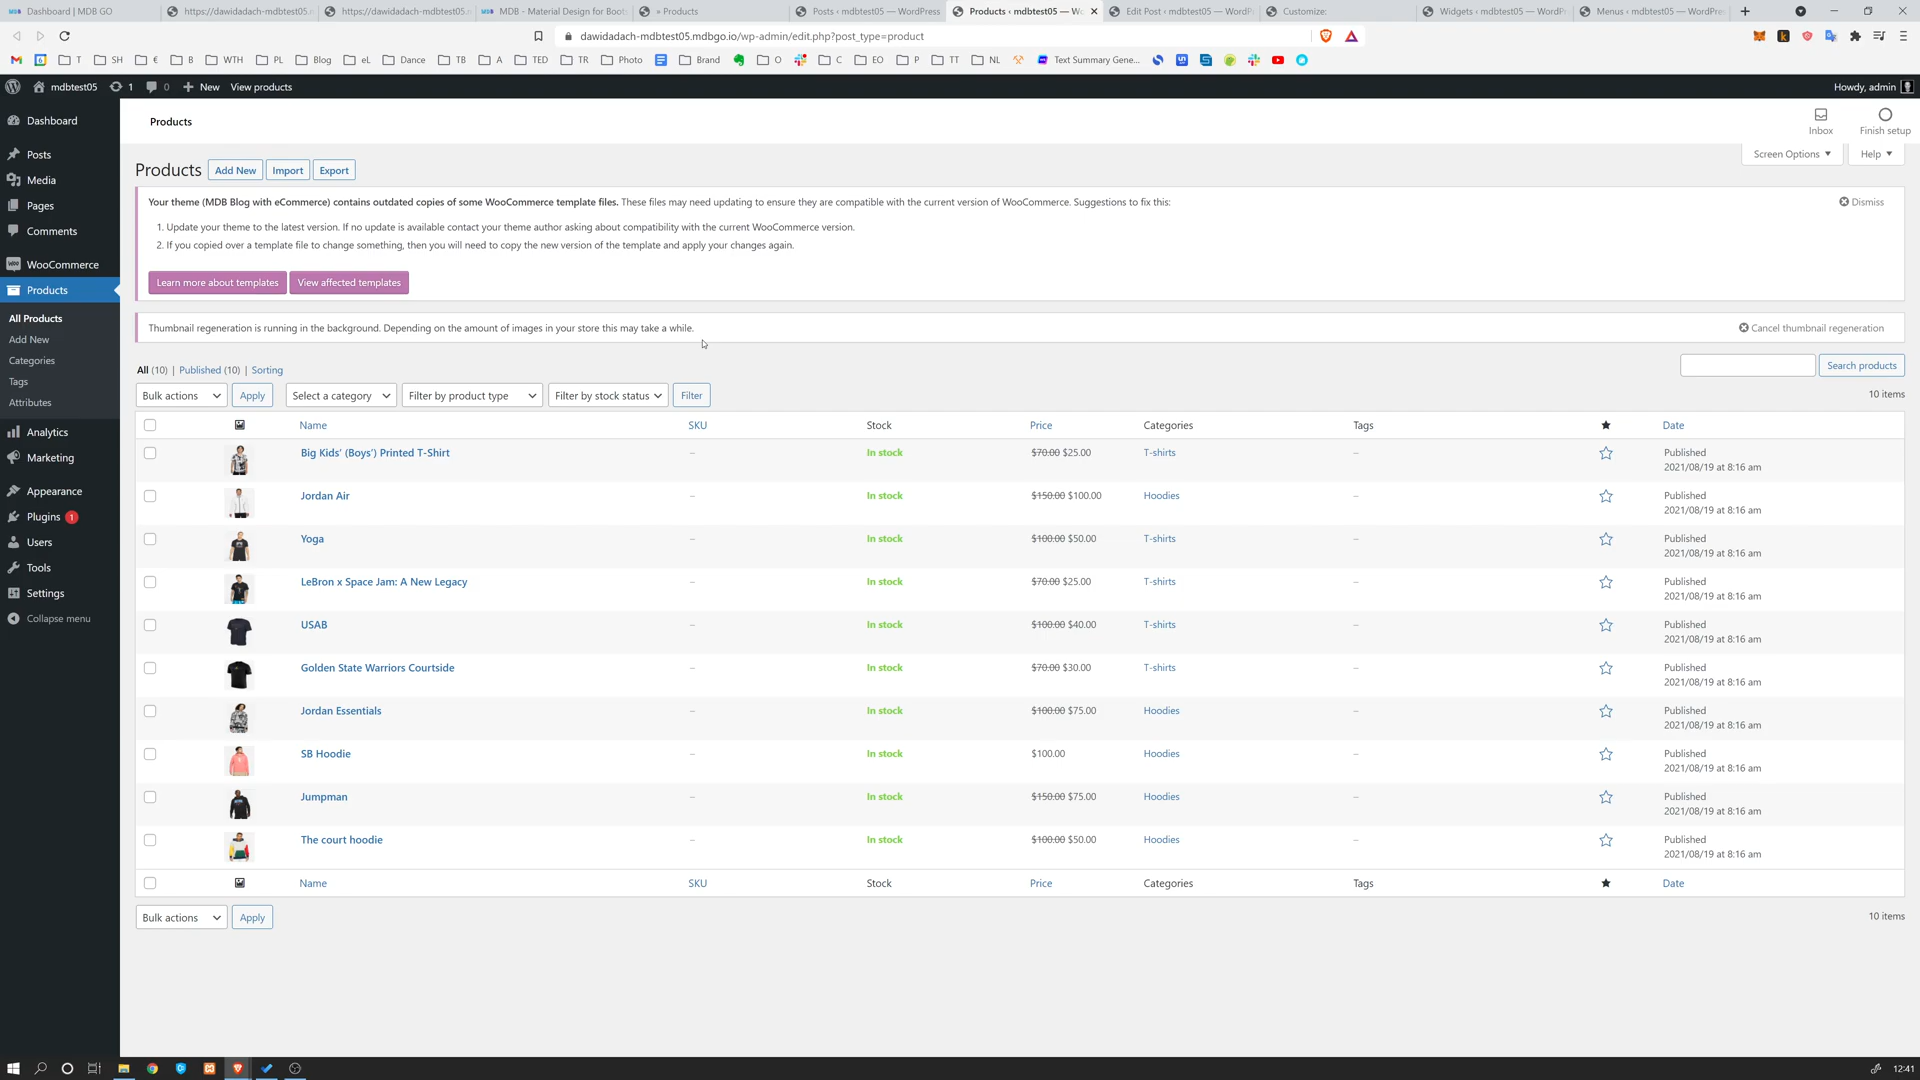 Dashboard | MDB GO
https://dawidadach-mdbtest05.
https://dawidadach-mdbtest05.
MDB - Material Design for Boots
» Products
Posts ‹ mdbtest05 — WordPress
Products ‹ mdbtest05 — Wo
Edit Post ‹ mdbtest05 — WordPr
Customize:
Widgets ‹ mdbtest05 — WordPr
Menus ‹ mdbtest05 — WordPres
dawidadach-mdbtest05.mdbgo.io/wp-admin/edit.php?post_type=product
T SH € B WTH PL Blog eL Dance TB A TED TR Photo Brand O C EO P TT NL Text Summary Gene...
mdbtest05 1 0 New View products
Howdy, admin
Dashboard
Posts
Media
Pages
Comments
WooCommerce
Products
All Products
Add New
Categories
Tags
Attributes
Analytics
Marketing
Appearance
Plugins 1
Users
Tools
Settings
Collapse menu
Products
Inbox
Finish setup
Screen Options
Help
Products Add New Import Export
Your theme (MDB Blog with eCommerce) contains outdated copies of some WooCommerce template files. These files may need updating to ensure they are compatible with the current version of WooCommerce. Suggestions to fix this:
Dismiss
1. Update your theme to the latest version. If no update is available contact your theme author asking about compatibility with the current WooCommerce version.
2. If you copied over a template file to change something, then you will need to copy the new version of the template and apply your changes again.
Learn more about templates View affected templates
Thumbnail regeneration is running in the background. Depending on the amount of images in your store this may take a while.
Cancel thumbnail regeneration
All (10) | Published (10) | Sorting
Search products
Bulk actions Apply Select a category Filter by product type Filter by stock status Filter
10 items
Name SKU Stock Price Categories Tags Date
Big Kids’ (Boys’) Printed T-Shirt – In stock $70.00 $25.00 T-shirts – Published
2021/08/19 at 8:16 am
Jordan Air – In stock $150.00 $100.00 Hoodies – Published
2021/08/19 at 8:16 am
Yoga – In stock $100.00 $50.00 T-shirts – Published
2021/08/19 at 8:16 am
LeBron x Space Jam: A New Legacy – In stock $70.00 $25.00 T-shirts – Published
2021/08/19 at 8:16 am
USAB – In stock $100.00 $40.00 T-shirts – Published
2021/08/19 at 8:16 am
Golden State Warriors Courtside – In stock $70.00 $30.00 T-shirts – Published
2021/08/19 at 8:16 am
Jordan Essentials – In stock $100.00 $75.00 Hoodies – Published
2021/08/19 at 8:16 am
SB Hoodie – In stock $100.00 Hoodies – Published
2021/08/19 at 8:16 am
Jumpman – In stock $150.00 $75.00 Hoodies – Published
2021/08/19 at 8:16 am
The court hoodie – In stock $100.00 $50.00 Hoodies – Published
2021/08/19 at 8:16 am
Name SKU Stock Price Categories Tags Date
Bulk actions Apply
10 items
12:41